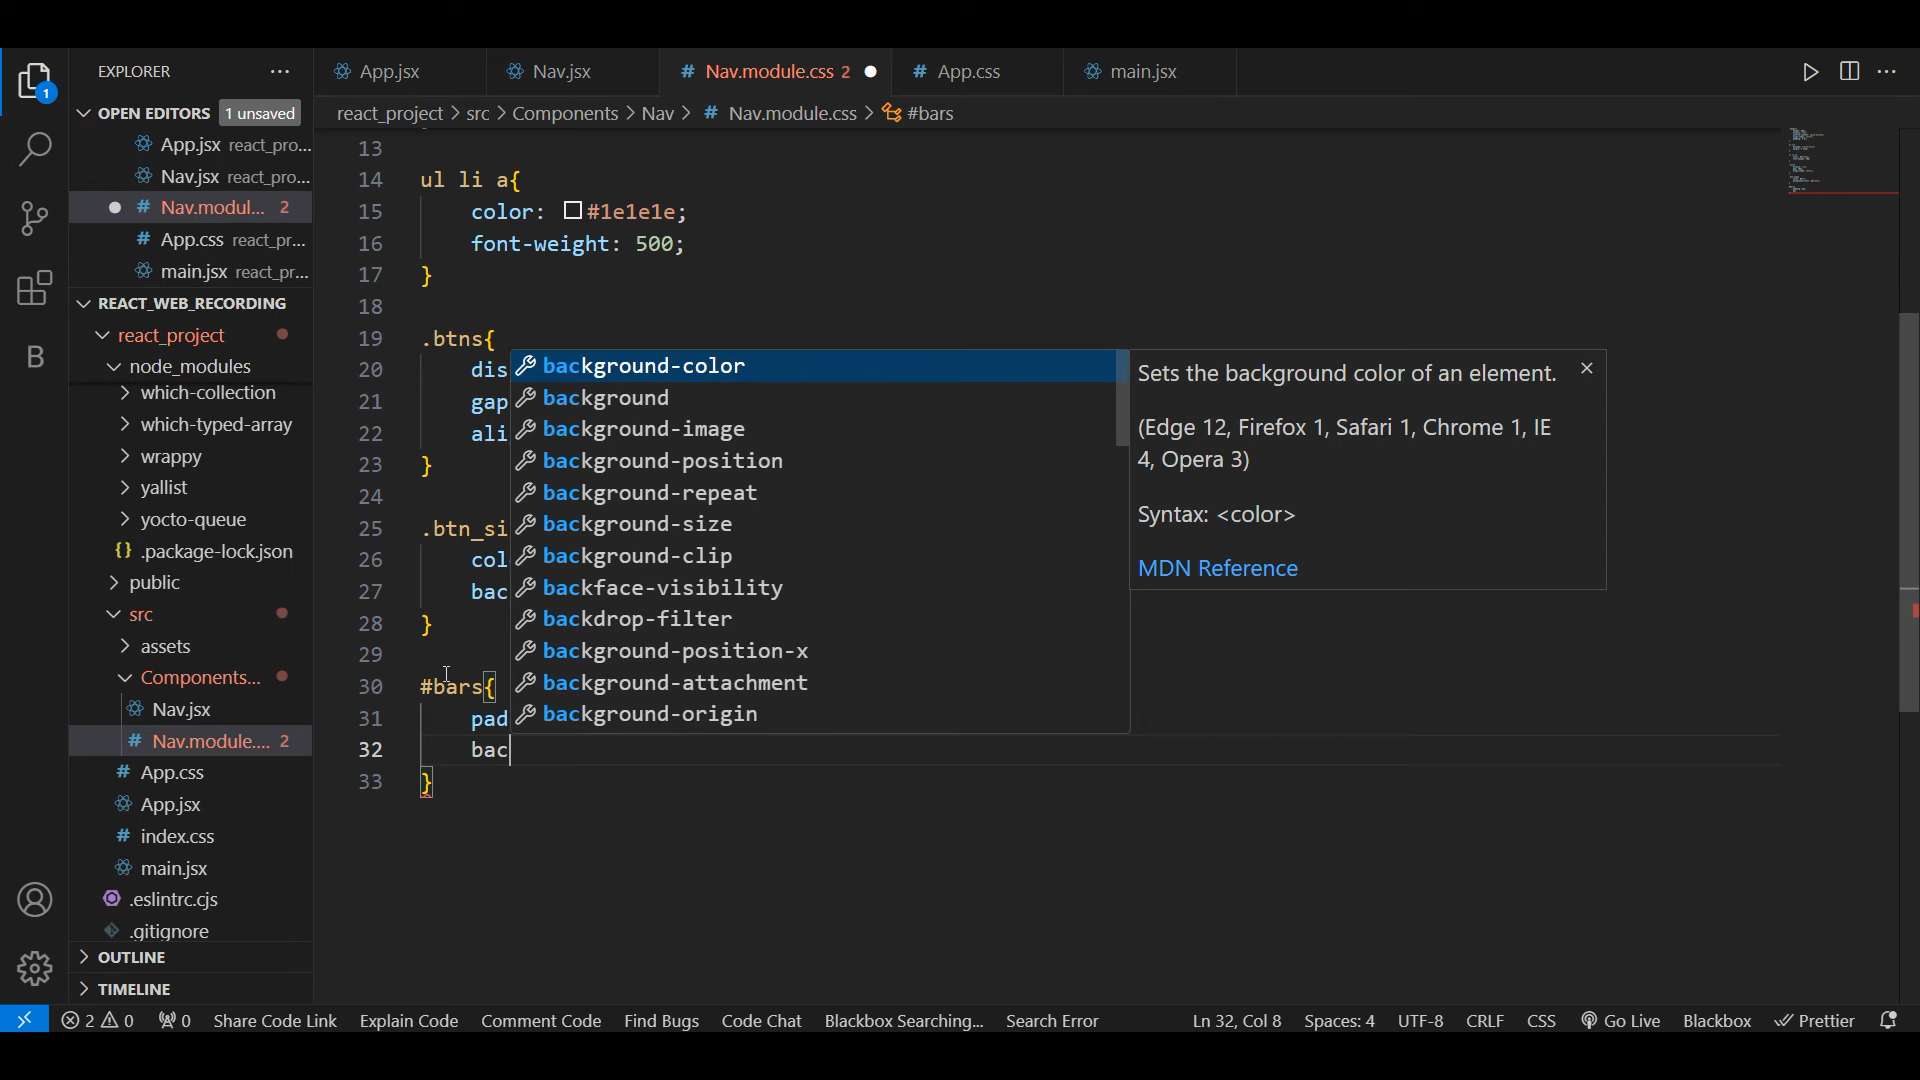 EXPLORER
OPEN EDITORS 1 unsaved
App.jsx react_pro...
Nav.jsx react_pro...
# Nav.modul... 2
# App.css react_pr...
main.jsx react_pr...
REACT_WEB_RECORDING
react_project
node_modules
which-collection
which-typed-array
wrappy
yallist
yocto-queue
{} .package-lock.json
public
src
assets
Components...
Nav.jsx
# Nav.module.... 2
# App.css
App.jsx
# index.css
main.jsx
.eslintrc.cjs
.gitignore
OUTLINE
TIMELINE
1
B
App.jsx
Nav.jsx
# Nav.module.css 2
# App.css
main.jsx
react_project > src > Components > Nav > # Nav.module.css > #bars
13
14 ul li a{
15 color: #1e1e1e;
16 font-weight: 500;
17 }
18
19 .btns{
20 dis
21 gap
22 ali
23 }
24
25 .btn_si
26 col
27 bac
28 }
29
30 #bars{
31 pad
32 bac
33 }
background-color
background
background-image
background-position
background-repeat
background-size
background-clip
backface-visibility
backdrop-filter
background-position-x
background-attachment
background-origin
Sets the background color of an element.
(Edge 12, Firefox 1, Safari 1, Chrome 1, IE
4, Opera 3)
Syntax: <color>
MDN Reference
2 0 0 Share Code Link Explain Code Comment Code Find Bugs Code Chat Blackbox Searching... Search Error Ln 32, Col 8 Spaces: 4 UTF-8 CRLF CSS Go Live Blackbox Prettier